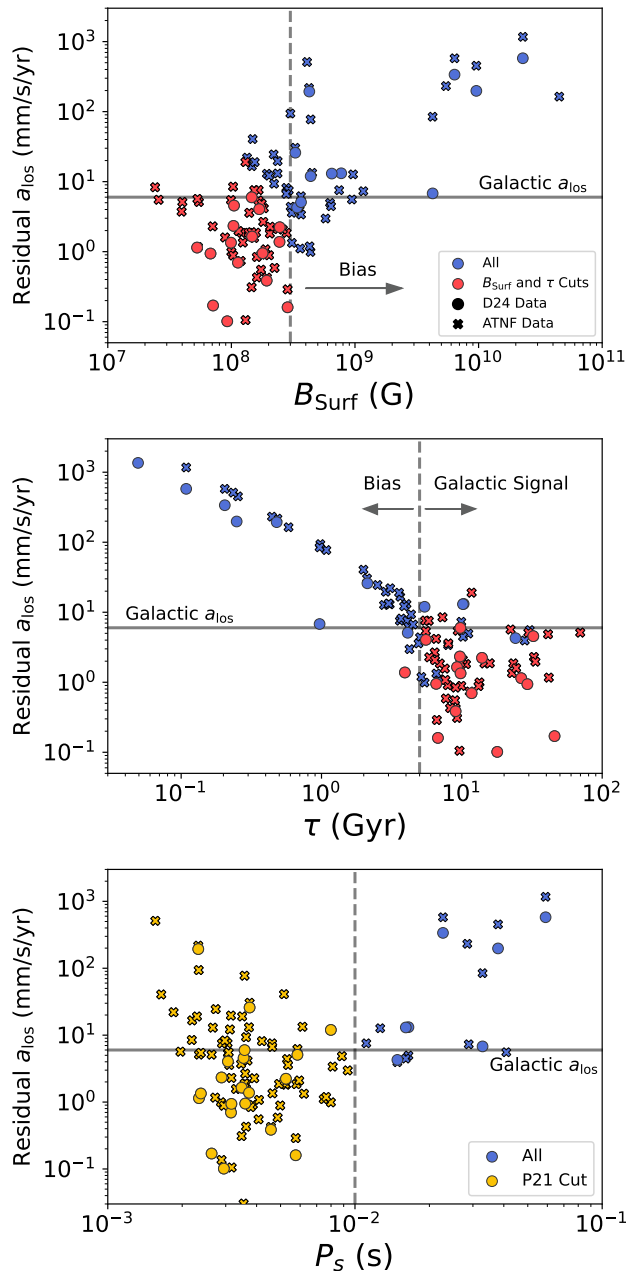 10³
10²
10¹
10⁰
10⁻¹
Residual a_los (mm/s/yr)
Galactic a_los
Bias
All
B_Surf and τ Cuts
D24 Data
ATNF Data
10⁷ 10⁸ 10⁹ 10¹⁰ 10¹¹
B_Surf (G)
10³
10²
10¹
10⁰
10⁻¹
Residual a_los (mm/s/yr)
Bias Galactic Signal
Galactic a_los
10⁻¹ 10⁰ 10¹ 10²
τ (Gyr)
10³
10²
10¹
10⁰
10⁻¹
Residual a_los (mm/s/yr)
Galactic a_los
All
P21 Cut
10⁻³ 10⁻² 10⁻¹
P_s (s)